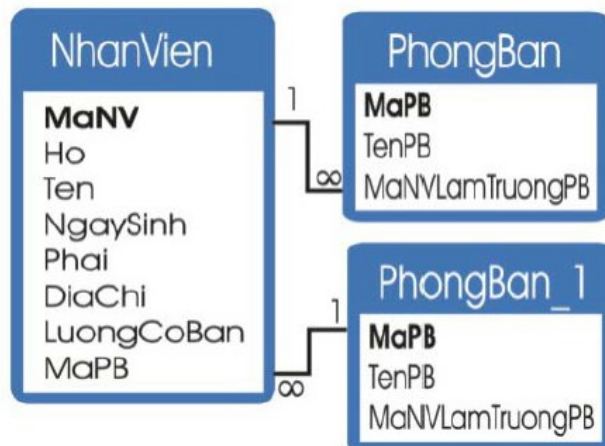 NhanVien
MaNV
Ho
Ten
NgaySinh
Phai
DiaChi
LuongCoBan
MaPB
1
∞
PhongBan
MaPB
TenPB
MaNVLamTruongPB
1
∞
PhongBan_1
MaPB
TenPB
MaNVLamTruongPB